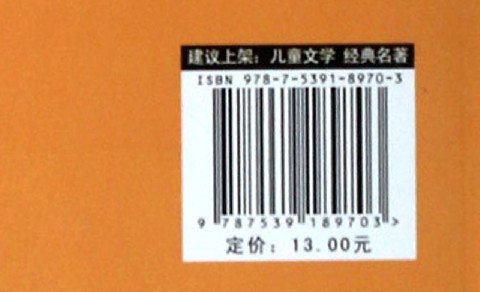 建议上架：儿童文学 经典名著
ISBN 978-7-5391-8970-3
9 787539 189703 >
定价：13.00元